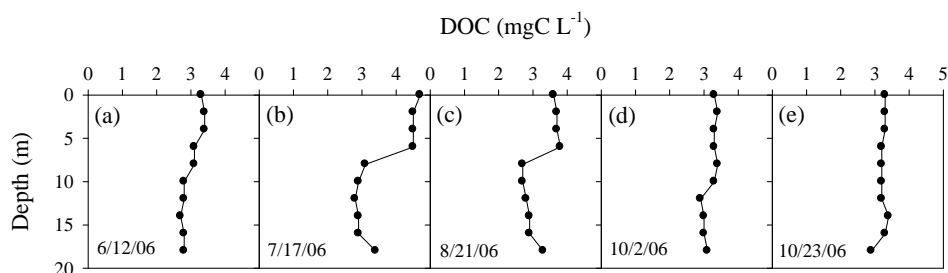 DOC (mgC L-1)
0 1 2 3 4 0 1 2 3 4 0 1 2 3 4 0 1 2 3 4 0 1 2 3 4 5
Depth (m)
0
5
10
15
20
(a) (b) (c) (d) (e)
6/12/06 7/17/06 8/21/06 10/2/06 10/23/06